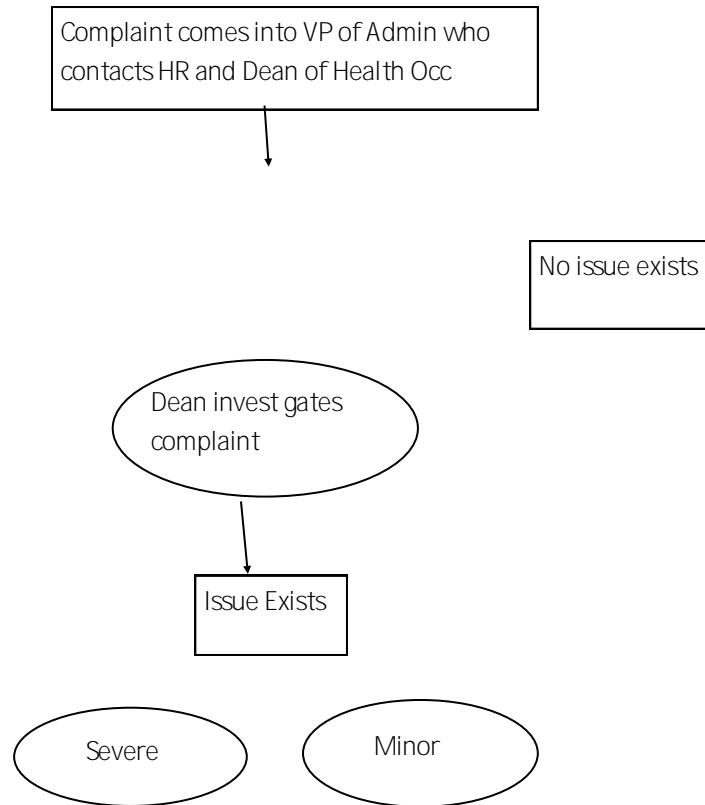 Complaint comes into VP of Admin who
contacts HR and Dean of Health Occ
No issue exists
Dean invest gates
complaint
Issue Exists
Severe
Minor